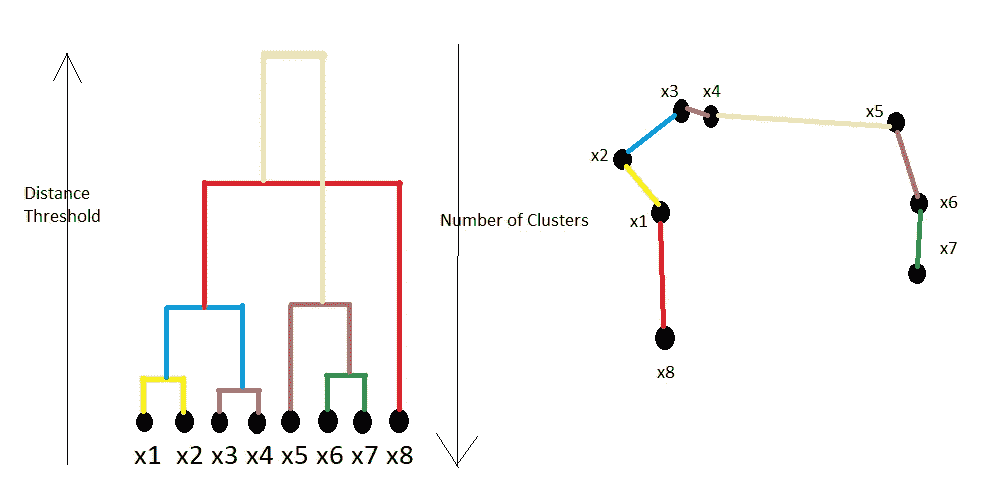 Distance
Threshold
Number of Clusters
x1 x2 x3 x4 x5 x6 x7 x8
x3 x4
x5
x2
x6
x1
x7
x8